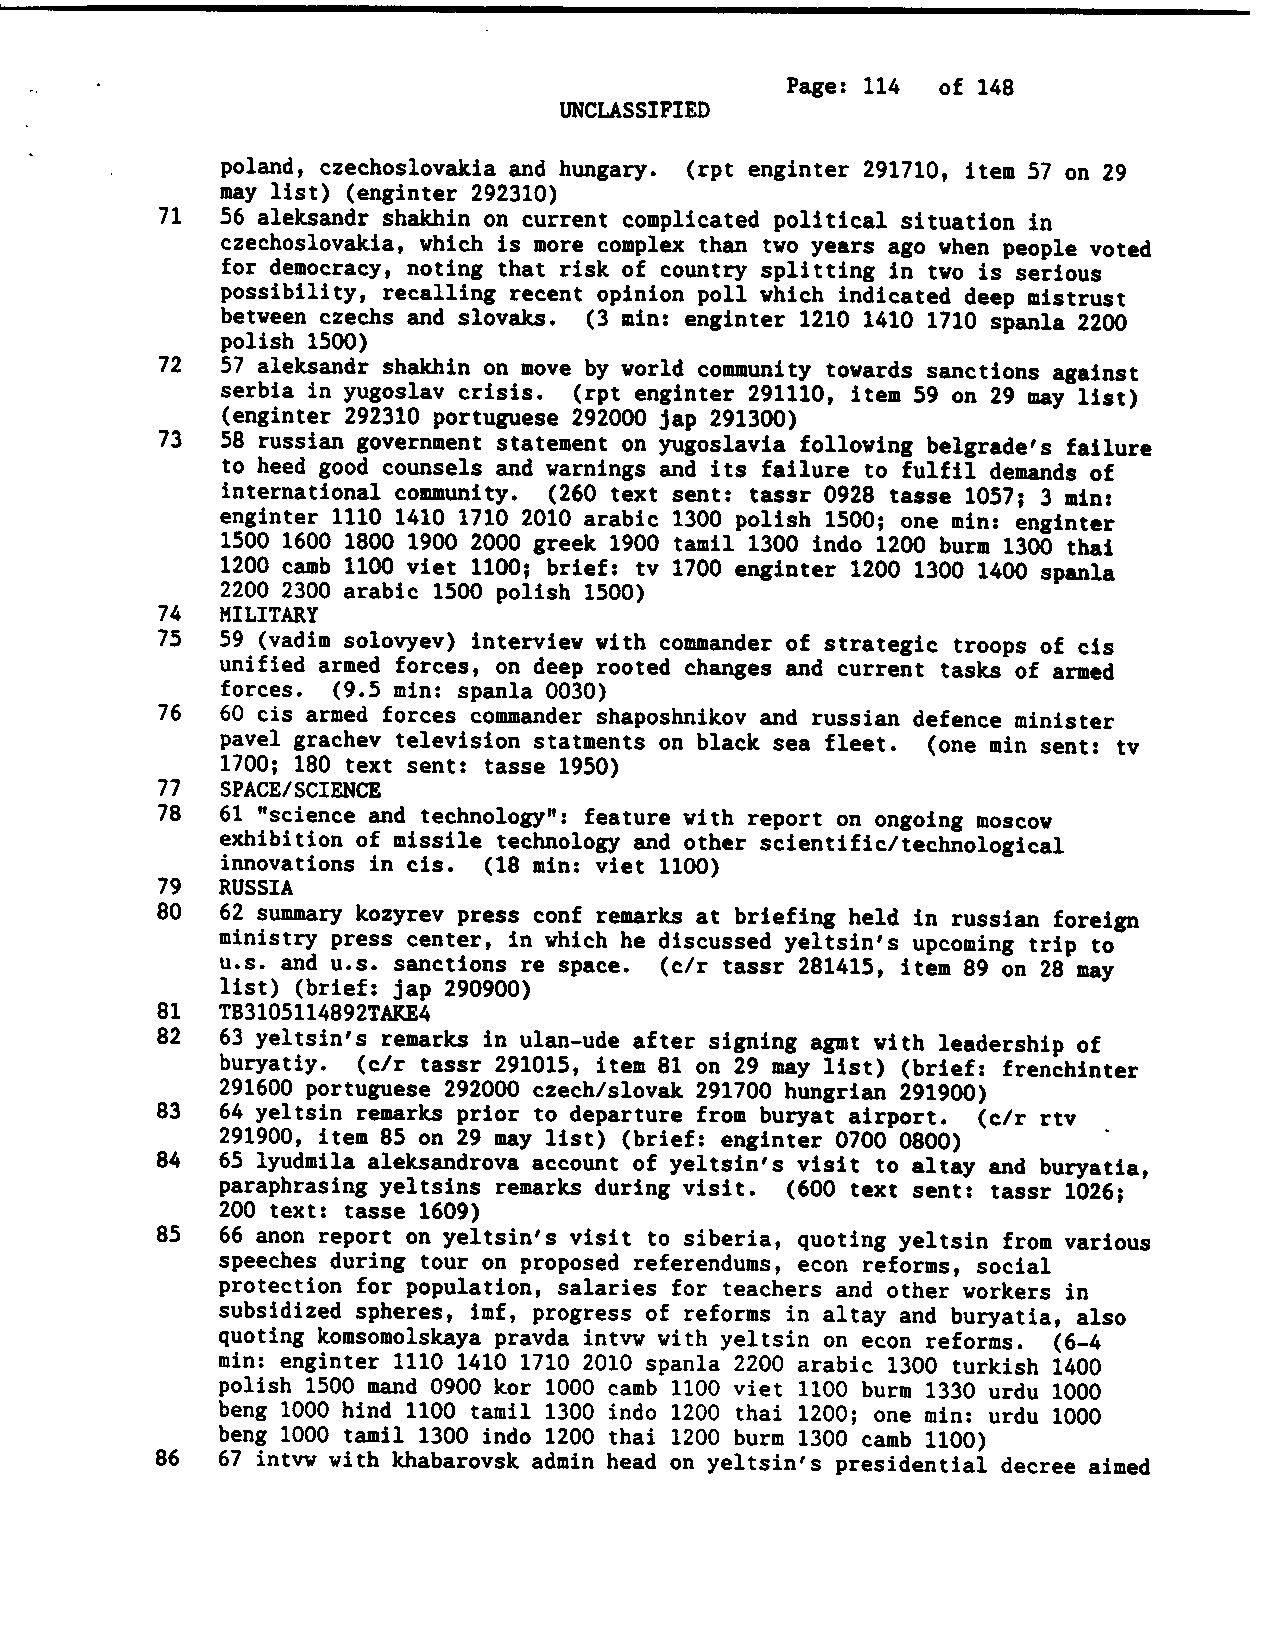 Page: 114 of 148
UNCLASSIFIED
poland, czechoslovakia and hungary. (rpt enginter 291710, item 57 on 29
may list) (enginter 292310)
71 56 aleksandr shakhin on current complicated political situation in
czechoslovakia, which is more complex than two years ago when people voted
for democracy, noting that risk of country splitting in two is serious
possibility, recalling recent opinion poll which indicated deep mistrust
between czechs and slovaks. (3 min: enginter 1210 1410 1710 spanla 2200
polish 1500)
72 57 aleksandr shakhin on move by world community towards sanctions against
serbia in yugoslav crisis. (rpt enginter 291110, item 59 on 29 may list)
(enginter 292310 portuguese 292000 jap 291300)
73 58 russian government statement on yugoslavia following belgrade's failure
to heed good counsels and warnings and its failure to fulfil demands of
international community. (260 text sent: tassr 0928 tasse 1057; 3 min:
enginter 1110 1410 1710 2010 arabic 1300 polish 1500; one min: enginter
1500 1600 1800 1900 2000 greek 1900 tamil 1300 indo 1200 burm 1300 thai
1200 camb 1100 viet 1100; brief: tv 1700 enginter 1200 1300 1400 spanla
2200 2300 arabic 1500 polish 1500)
74 MILITARY
75 59 (vadim solovyev) interview with commander of strategic troops of cis
unified armed forces, on deep rooted changes and current tasks of armed
forces. (9.5 min: spanla 0030)
76 60 cis armed forces commander shaposhnikov and russian defence minister
pavel grachev television statments on black sea fleet. (one min sent: tv
1700; 180 text sent: tasse 1950)
77 SPACE/SCIENCE
78 61 "science and technology": feature with report on ongoing moscow
exhibition of missile technology and other scientific/technological
innovations in cis. (18 min: viet 1100)
79 RUSSIA
80 62 summary kozyrev press conf remarks at briefing held in russian foreign
ministry press center, in which he discussed yeltsin's upcoming trip to
u.s. and u.s. sanctions re space. (c/r tassr 281415, item 89 on 28 may
list) (brief: jap 290900)
81 TB3105114892TAKE4
82 63 yeltsin's remarks in ulan-ude after signing agmt with leadership of
buryatiy. (c/r tassr 291015, item 81 on 29 may list) (brief: frenchinter
291600 portuguese 292000 czech/slovak 291700 hungrian 291900)
83 64 yeltsin remarks prior to departure from buryat airport. (c/r rtv
291900, item 85 on 29 may list) (brief: enginter 0700 0800)
84 65 lyudmila aleksandrova account of yeltsin's visit to altay and buryatia,
paraphrasing yeltsins remarks during visit. (600 text sent: tassr 1026;
200 text: tasse 1609)
85 66 anon report on yeltsin's visit to siberia, quoting yeltsin from various
speeches during tour on proposed referendums, econ reforms, social
protection for population, salaries for teachers and other workers in
subsidized spheres, imf, progress of reforms in altay and buryatia, also
quoting komsomolskaya pravda intvw with yeltsin on econ reforms. (6-4
min: enginter 1110 1410 1710 2010 spanla 2200 arabic 1300 turkish 1400
polish 1500 mand 0900 kor 1000 camb 1100 viet 1100 burm 1330 urdu 1000
beng 1000 hind 1100 tamil 1300 indo 1200 thai 1200; one min: urdu 1000
beng 1000 tamil 1300 indo 1200 thai 1200 burm 1300 camb 1100)
86 67 intvw with khabarovsk admin head on yeltsin's presidential decree aimed